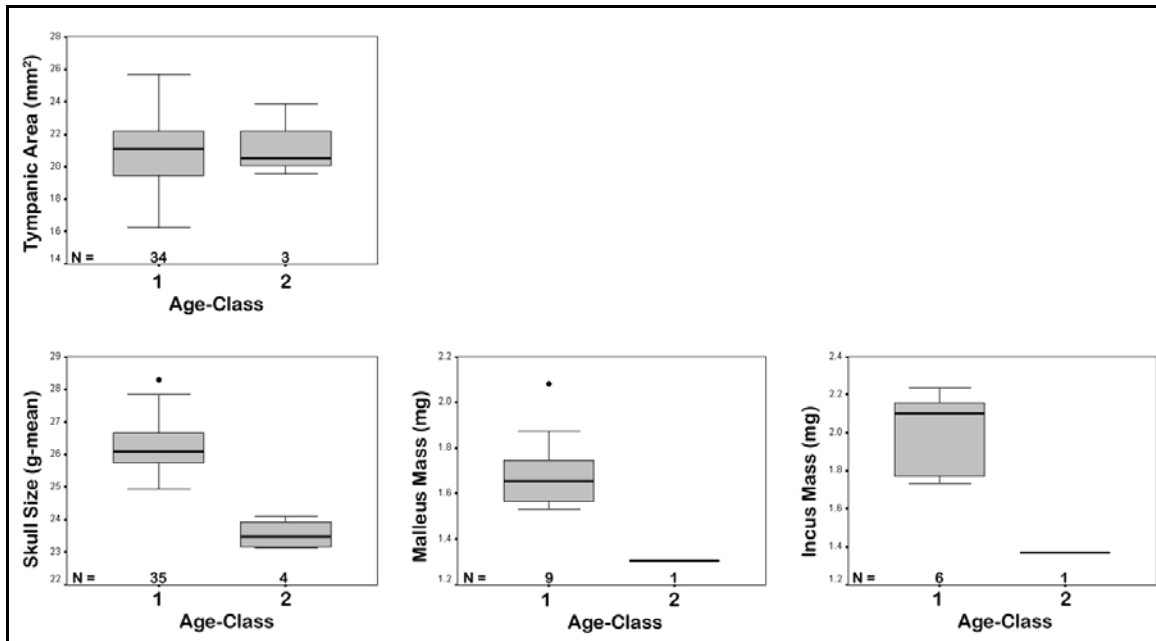 Tympanic Area (mm²)
28
26
24
22
20
18
16
14
N = 34 3
1 2
Age-Class
Skull Size (g-mean)
29
28
27
26
25
24
23
22
N = 35 4
1 2
Age-Class
Malleus Mass (mg)
2.2
2.0
1.8
1.6
1.4
1.2
N = 9 1
1 2
Age-Class
Incus Mass (mg)
2.4
2.2
2.0
1.8
1.6
1.4
1.2
N = 6 1
1 2
Age-Class